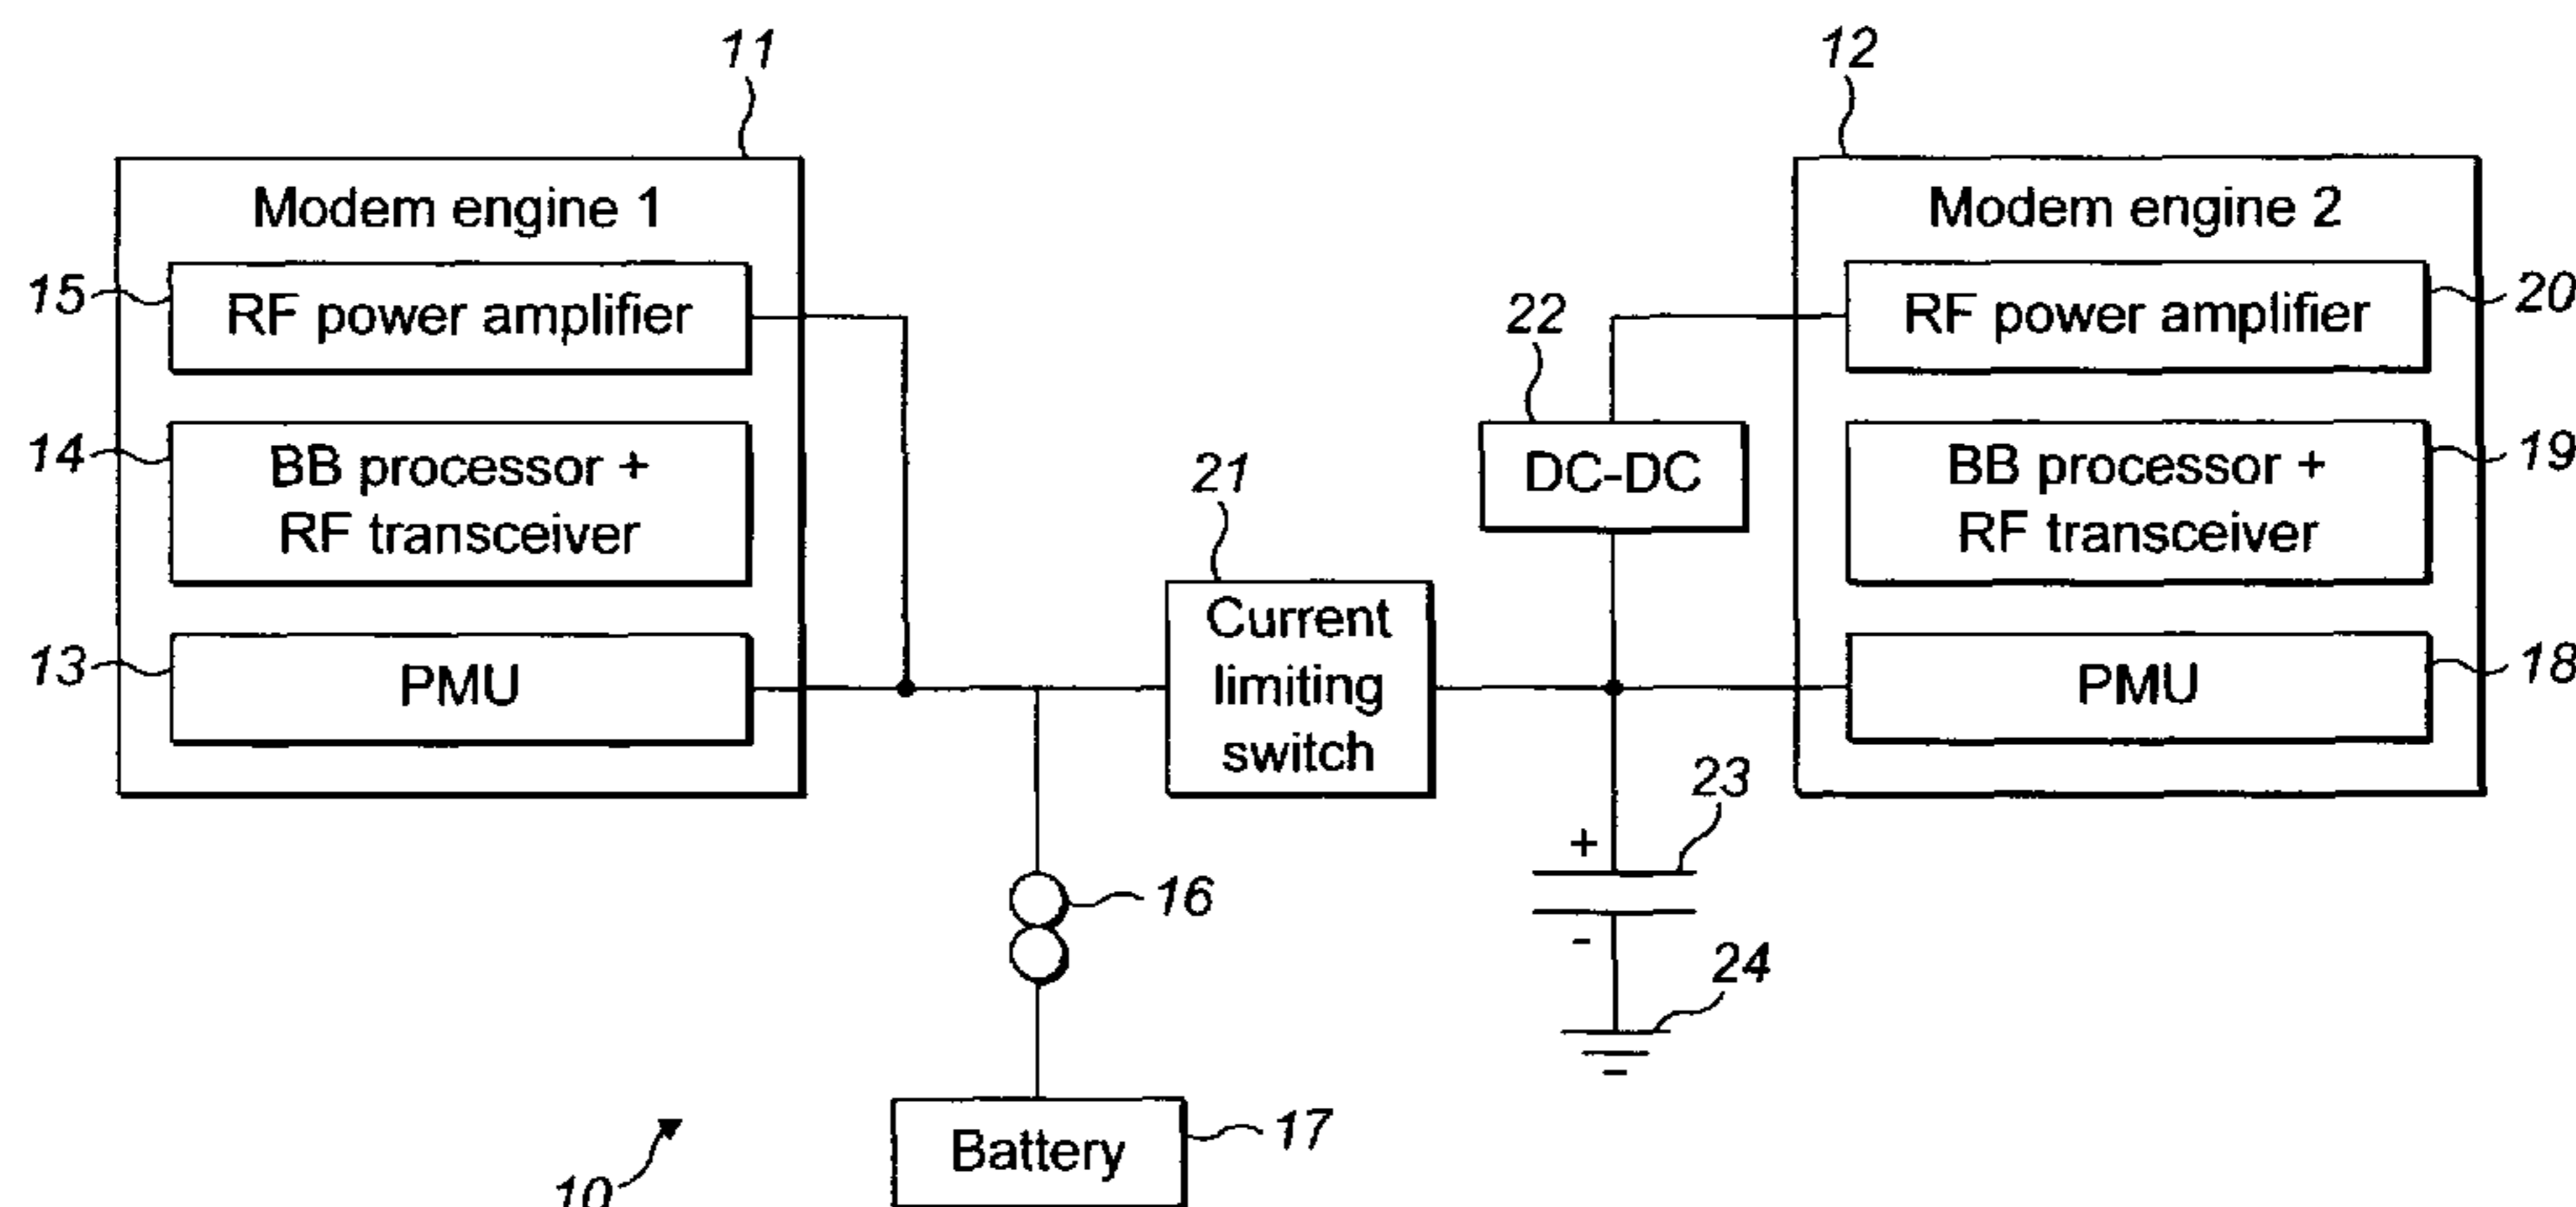 11
12
Modem engine 1
Modem engine 2
15
RF power amplifier
22
RF power amplifier
20
14
BB processor +
RF transceiver
21
DC-DC
BB processor +
RF transceiver
19
13
PMU
Current
limiting
switch
PMU
18
23
+
-
16
24
Battery
17
10